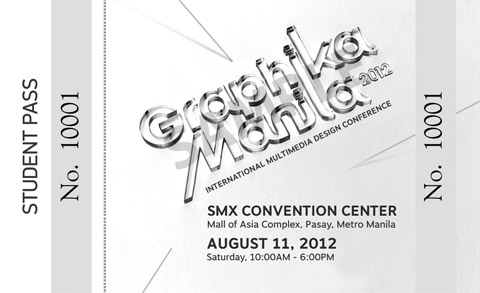 STUDENT PASS
No. 10001
Graphika
Manila 2012
SAMPLE
INTERNATIONAL MULTIMEDIA DESIGN CONFERENCE
SMX CONVENTION CENTER
Mall of Asia Complex, Pasay, Metro Manila
AUGUST 11, 2012
Saturday, 10:00AM - 6:00PM
No. 10001